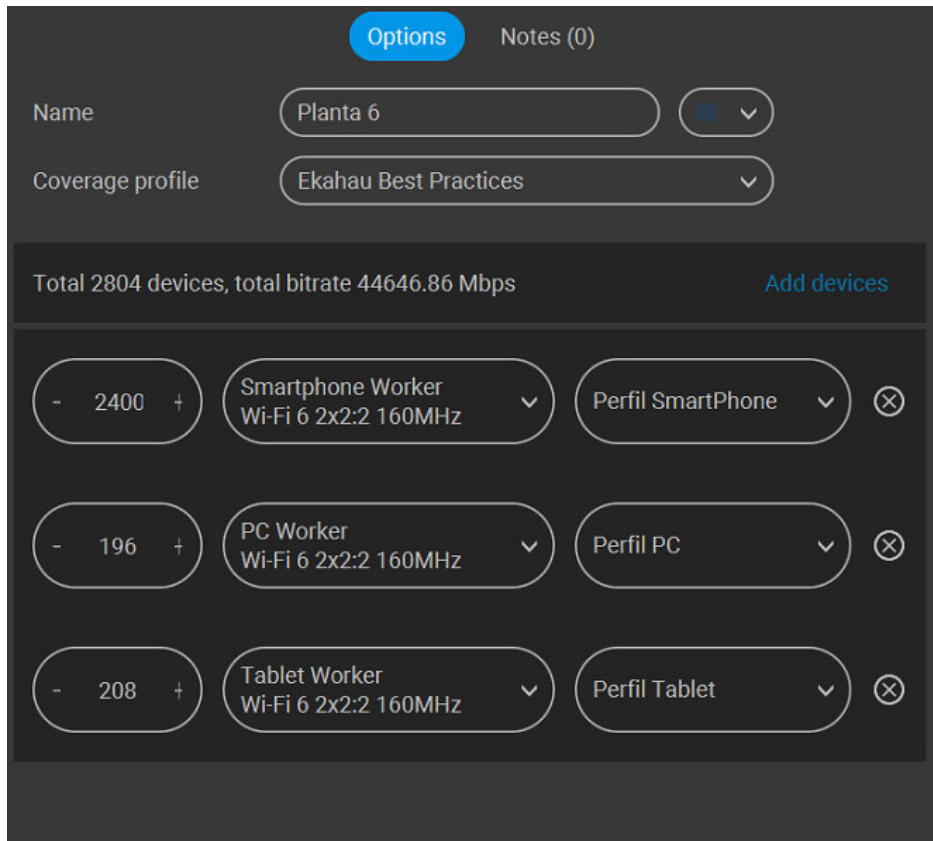 Options Notes (0)
Name Planta 6
Coverage profile Ekahau Best Practices
Total 2804 devices, total bitrate 44646.86 Mbps Add devices
- 2400 + Smartphone Worker
Wi-Fi 6 2x2:2 160MHz Perfil SmartPhone
- 196 + PC Worker
Wi-Fi 6 2x2:2 160MHz Perfil PC
- 208 + Tablet Worker
Wi-Fi 6 2x2:2 160MHz Perfil Tablet